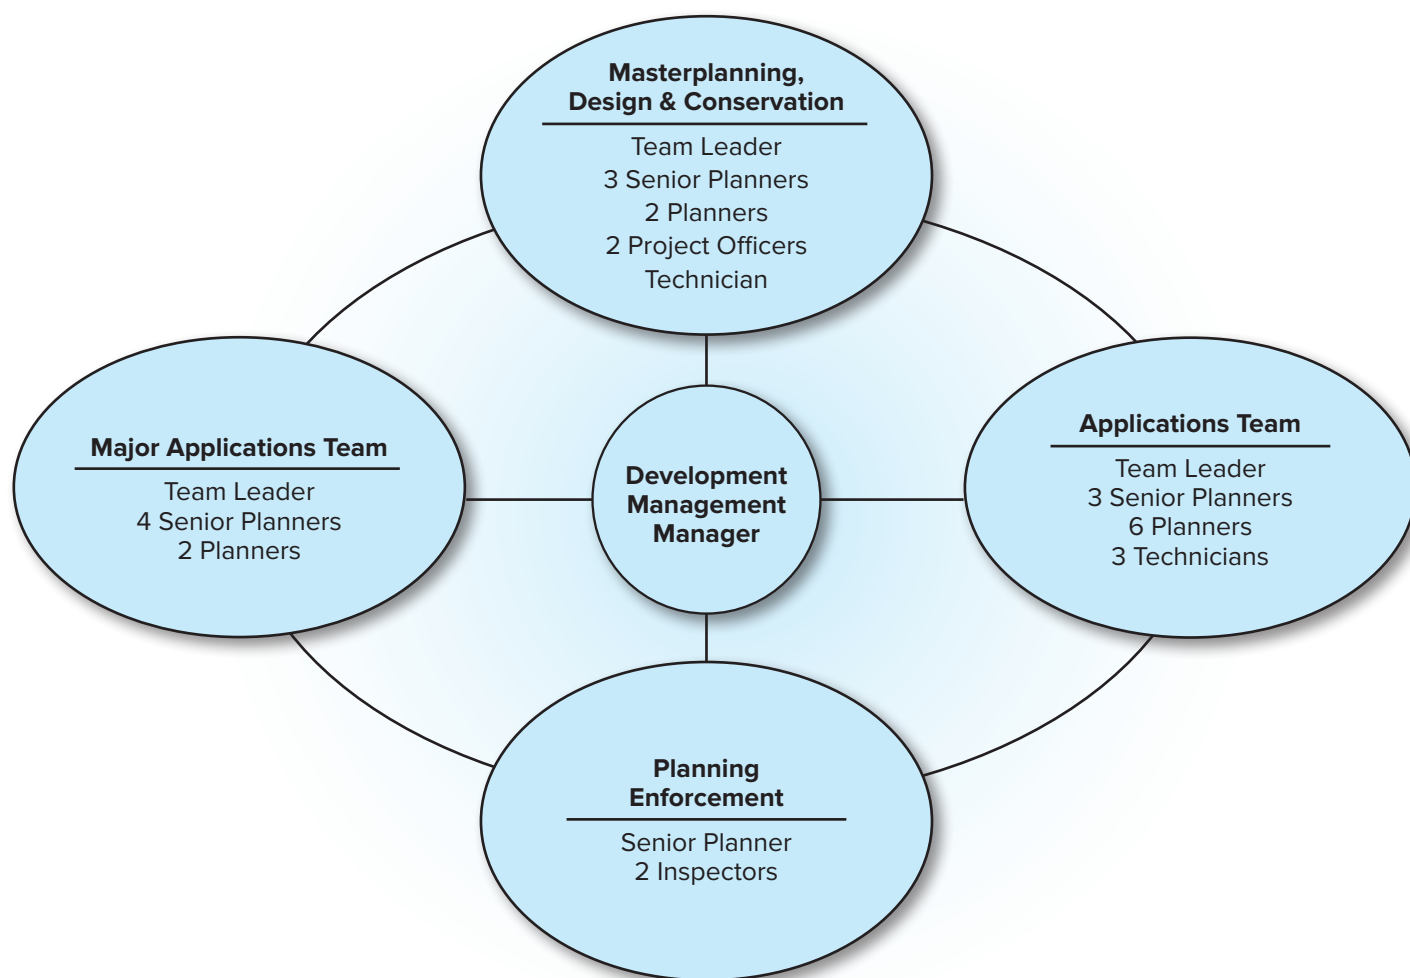 Masterplanning,
Design & Conservation
Team Leader
3 Senior Planners
2 Planners
2 Project Officers
Technician
Major Applications Team
Team Leader
4 Senior Planners
2 Planners
Development
Management
Manager
Applications Team
Team Leader
3 Senior Planners
6 Planners
3 Technicians
Planning
Enforcement
Senior Planner
2 Inspectors